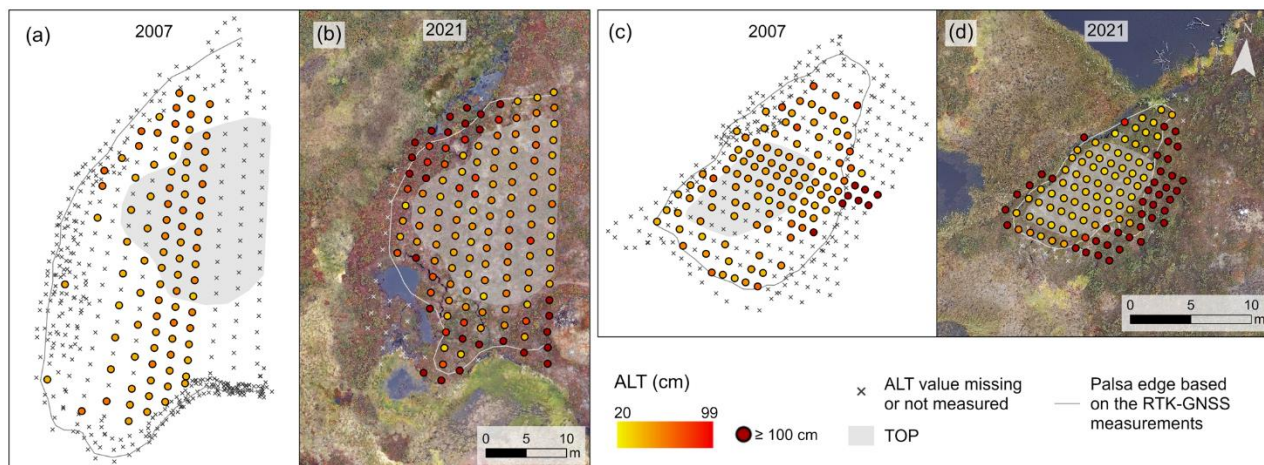 (a)
2007
(b)
2021
(c)
2007
(d)
2021
N
0 5 10
m
0 5 10
m
ALT (cm)
20
99
≥ 100 cm
ALT value missing
or not measured
TOP
Palsa edge based
on the RTK-GNSS
measurements